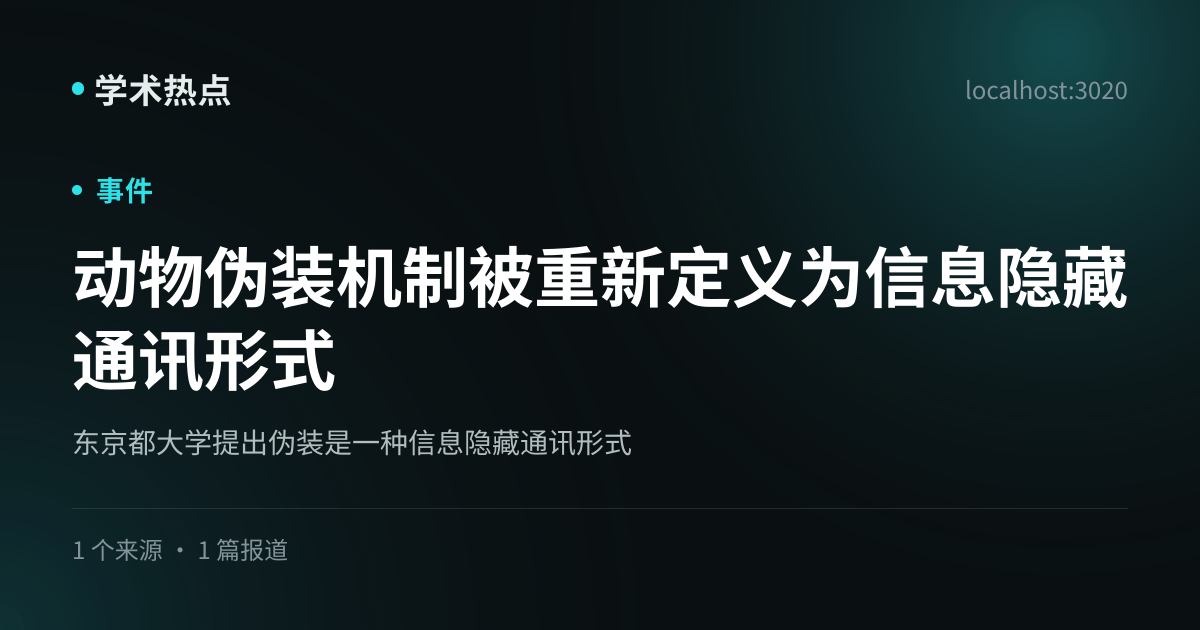 学术热点
localhost:3020
事件
动物伪装机制被重新定义为信息隐藏
通讯形式
东京都大学提出伪装是一种信息隐藏通讯形式
1 个来源 · 1 篇报道